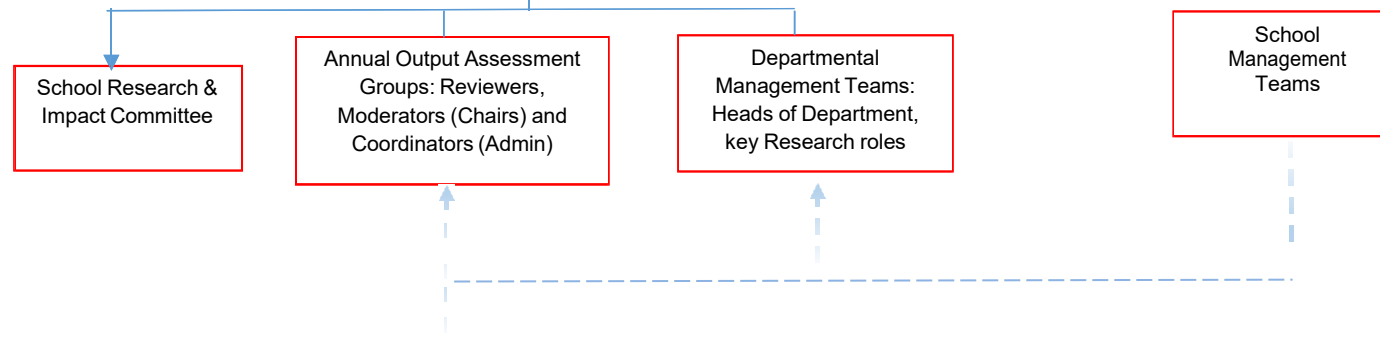 School Research &
Impact Committee
Annual Output Assessment
Groups: Reviewers,
Moderators (Chairs) and
Coordinators (Admin)
Departmental
Management Teams:
Heads of Department,
key Research roles
School
Management
Teams